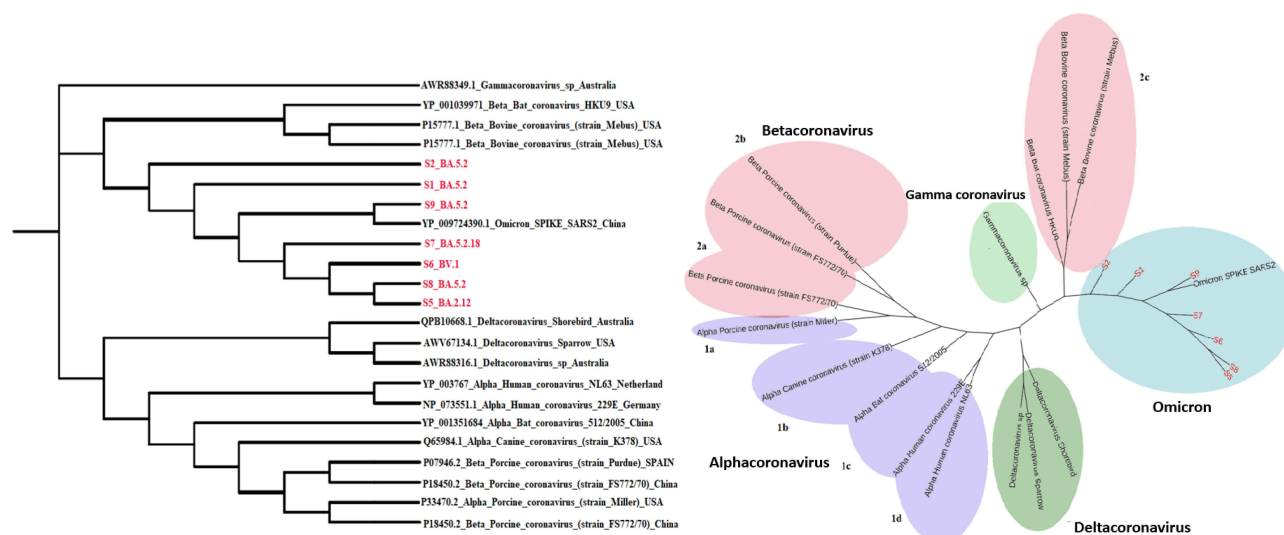 AWR88349.1_Gammacoronavirus_sp_Australia
YP_001039971_Beta_Bat_coronavirus_HKU9_USA
P15777.1_Beta_Bovine_coronavirus_(strain_Mebus)_USA
P15777.1_Beta_Bovine_coronavirus_(strain_Mebus)_USA
S2_BA.5.2
S1_BA.5.2
S9_BA.5.2
YP_009724390.1_Omicron_SPIKE_SARS2_China
S7_BA.5.2.18
S6_BV.1
S8_BA.5.2
S5_BA.2.12
QPB10668.1_Deltacoronavirus_Shorebird_Australia
AWV67134.1_Deltacoronavirus_Sparrow_USA
AWR88316.1_Deltacoronavirus_sp_Australia
YP_003767_Alpha_Human_coronavirus_NL63_Netherland
NP_073551.1_Alpha_Human_coronavirus_229E_Germany
YP_001351684_Alpha_Bat_coronavirus_512/2005_China
Q65984.1_Alpha_Canine_coronavirus_(strain_K378)_USA
P07946.2_Beta_Porcine_coronavirus_(strain_Purdue)_SPAIN
P18450.2_Beta_Porcine_coronavirus_(strain_FS772/70)_China
P33470.2_Alpha_Porcine_coronavirus_(strain_Miller)_USA
P18450.2_Beta_Porcine_coronavirus_(strain_FS772/70)_China
Betacoronavirus
2b
Beta Porcine coronavirus (strain Purdue)
Beta Porcine coronavirus (strain FS772/70)
2a
Beta Porcine coronavirus (strain FS772/70)
Alpha Porcine coronavirus (strain Miller)
1a
Alpha Canine coronavirus (strain K378)
1b
Alpha Bat coronavirus 512/2005
Alphacoronavirus
1c
Alpha Human coronavirus 229E
Alpha Human coronavirus NL63
1d
Gamma coronavirus
Gammacoronavirus sp
2c
Beta Bat coronavirus HKU9
Beta Bovine coronavirus (strain Mebus)
Beta Bovine coronavirus (strain Mebus)
S2
S1
S9
Omicron SPIKE SARS2
S7
S6
S8
S5
Omicron
Deltacoronavirus Shorebird
Deltacoronavirus Sparrow
Deltacoronavirus sp
Deltacoronavirus